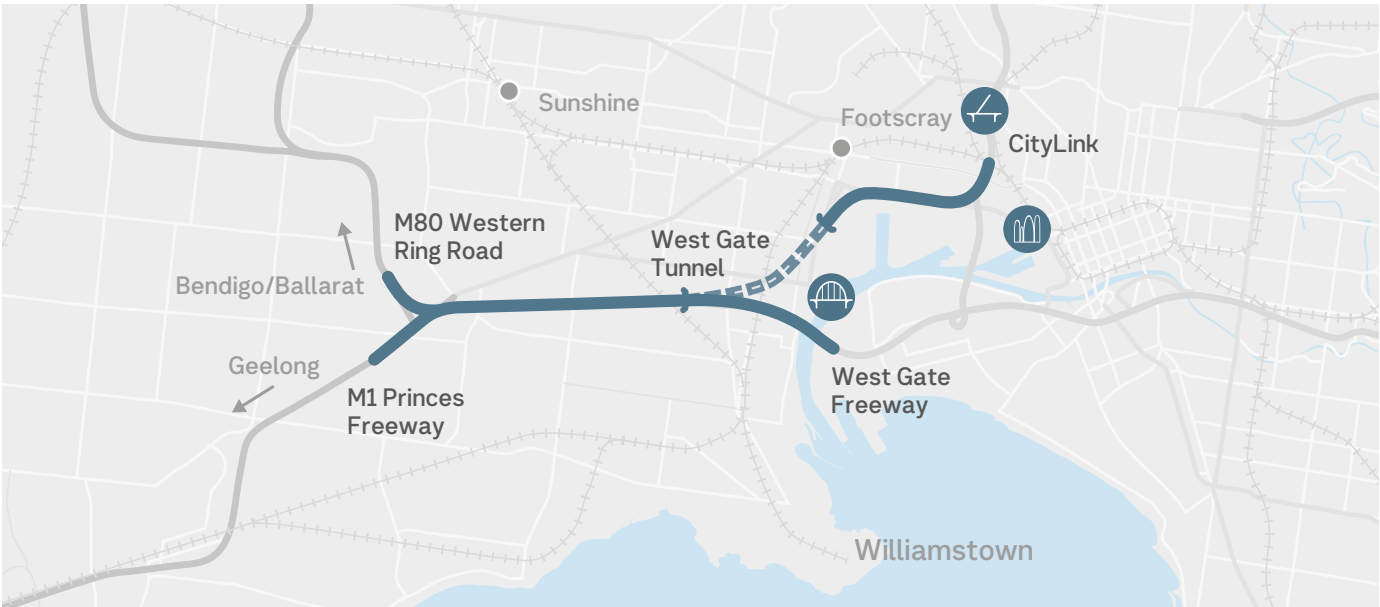 Sunshine
Footscray
CityLink
M80 Western
Ring Road
West Gate
Tunnel
Bendigo/Ballarat
Geelong
M1 Princes
Freeway
West Gate
Freeway
Williamstown